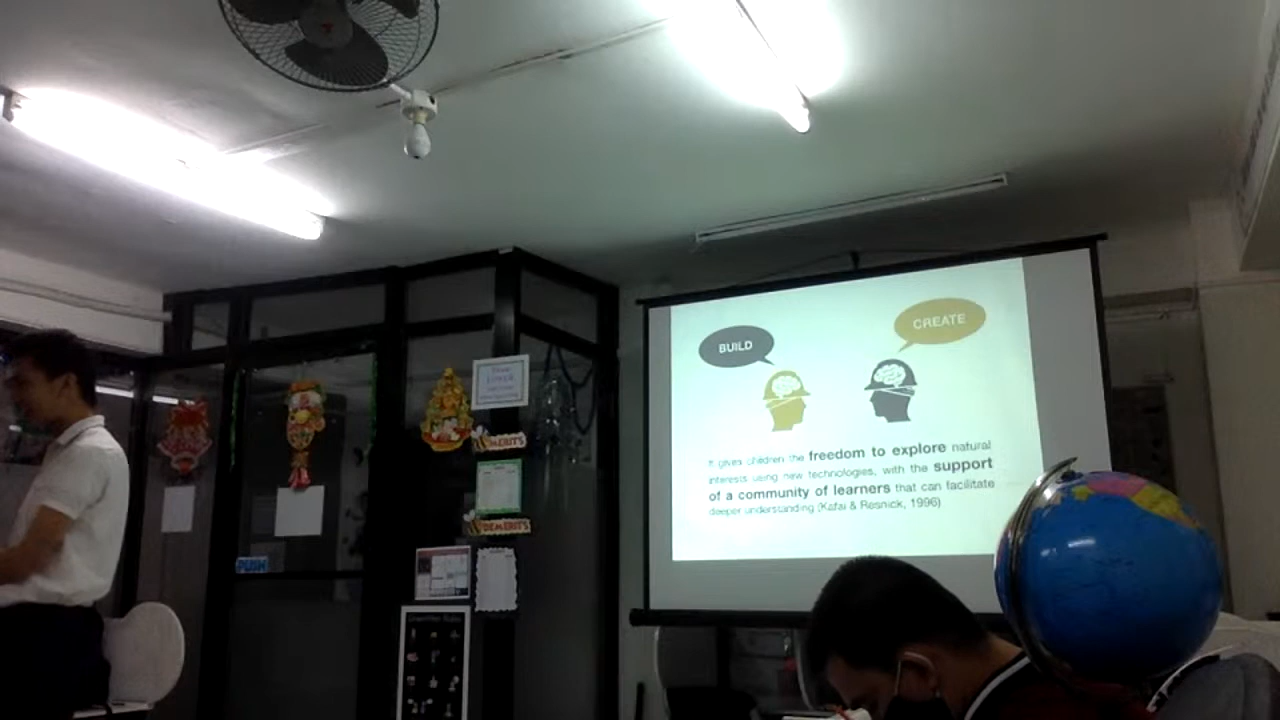 CREATE
BUILD
It gives children the freedom to explore natural
interests using new technologies, with the support
of a community of learners that can facilitate
deeper understanding (Kafai & Resnick, 1996)
MERITS
DEMERITS
PUSH